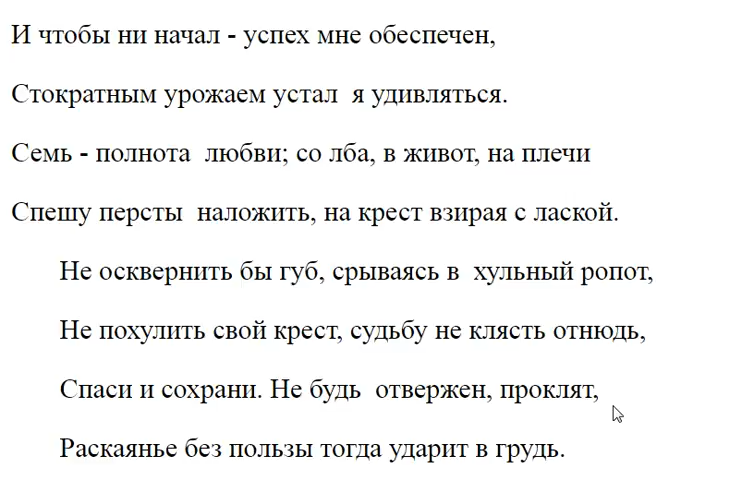 И чтобы ни начал - успех мне обеспечен,
Стократным урожаем устал я удивляться.
Семь - полнота любви; со лба, в живот, на плечи
Спешу персты наложить, на крест взирая с лаской.
Не осквернить бы губ, срываясь в хульный ропот,
Не похулить свой крест, судьбу не клясть отнюдь,
Спаси и сохрани. Не будь отвержен, проклят,
Раскаянье без пользы тогда ударит в грудь.